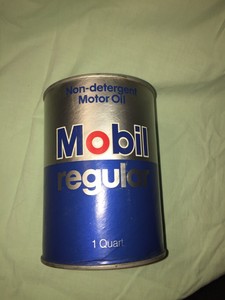 Non-detergent
Motor Oil
Mobil
regular
1 Quart